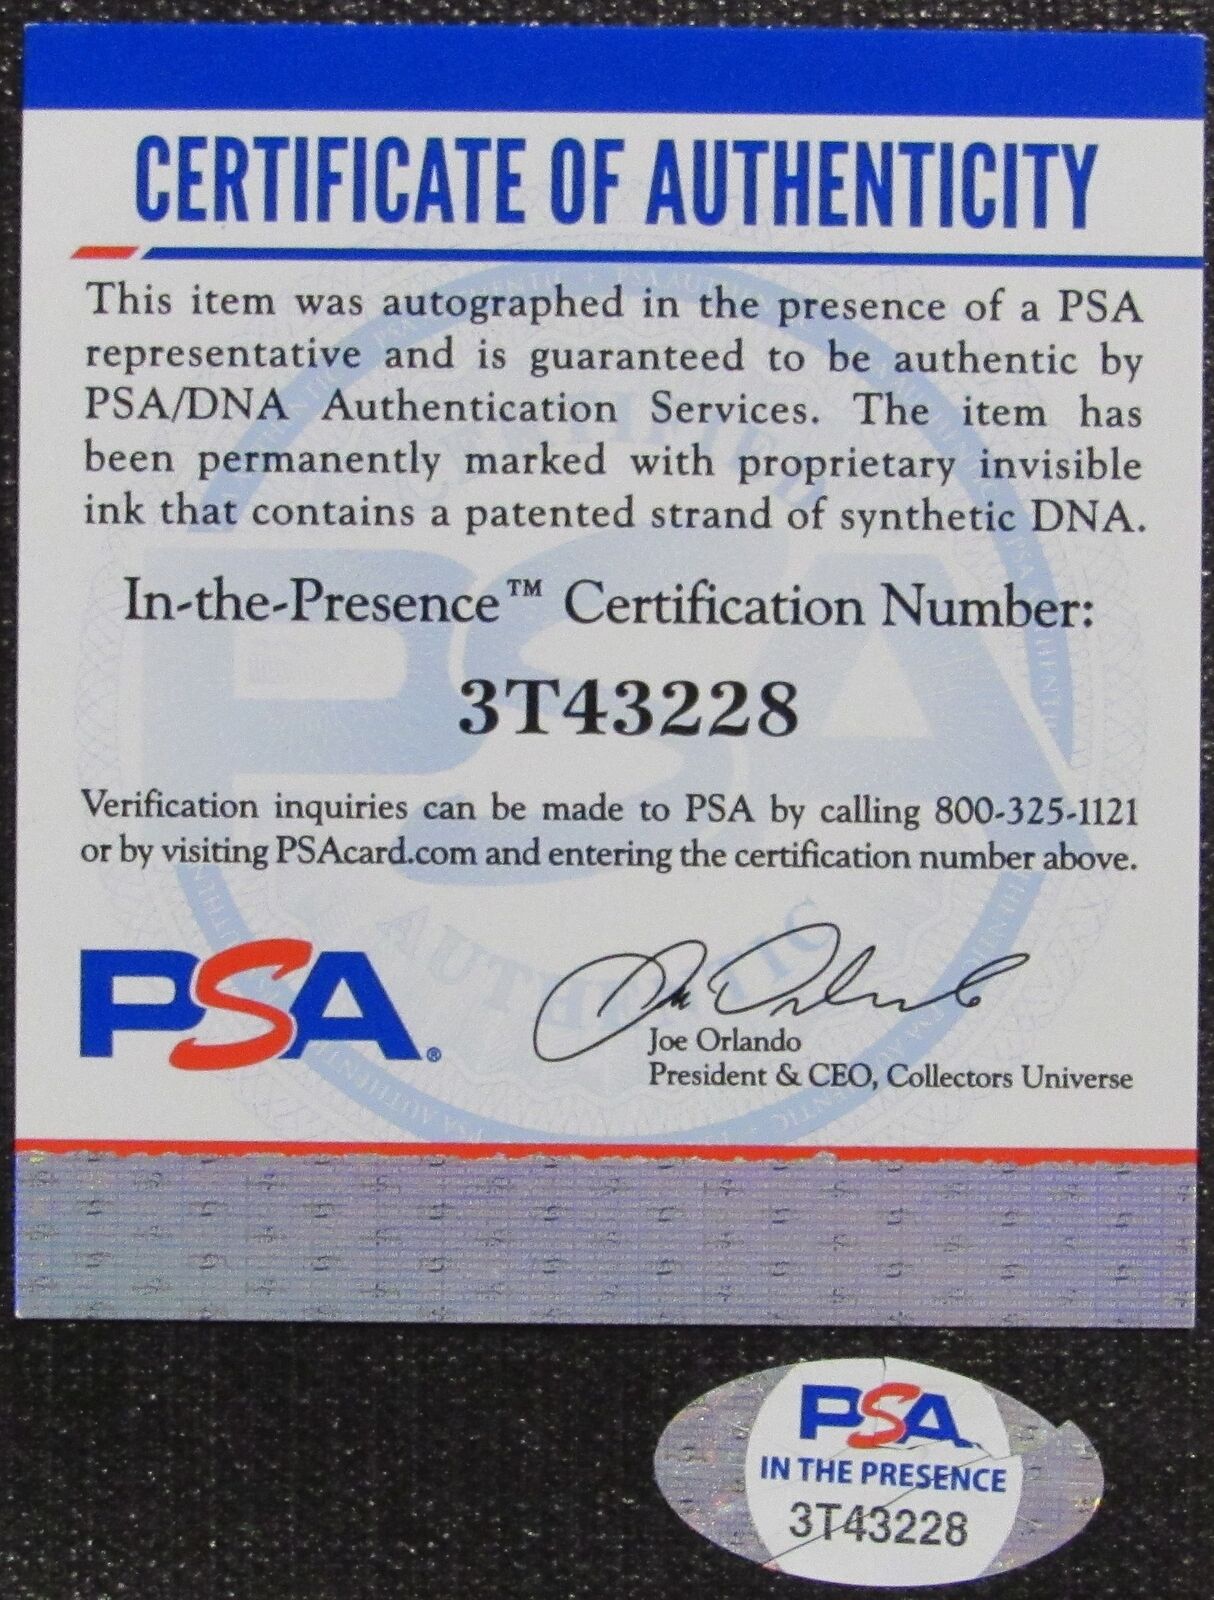 CERTIFICATE OF AUTHENTICITY
This item was autographed in the presence of a PSA
representative and is guaranteed to be authentic by
PSA/DNA Authentication Services. The item has
been permanently marked with proprietary invisible
ink that contains a patented strand of synthetic DNA.
In-the-Presence™ Certification Number:
3T43228
Verification inquiries can be made to PSA by calling 800-325-1121
or by visiting PSAcard.com and entering the certification number above.
PSA®
Joe Orlando
Joe Orlando
President & CEO, Collectors Universe
PSA
IN THE PRESENCE
3T43228